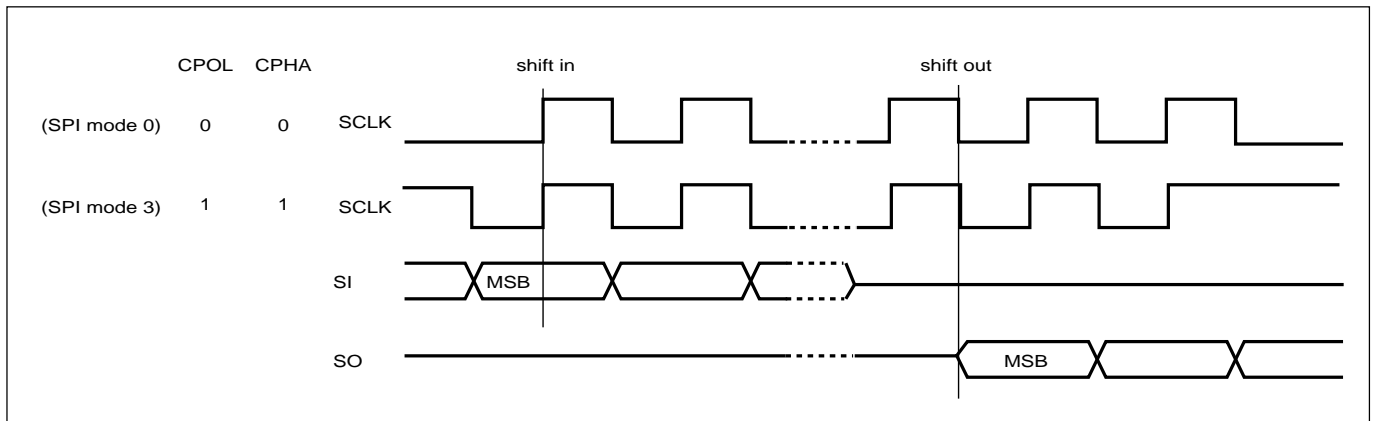 CPOL CPHA shift in shift out
(SPI mode 0) 0 0 SCLK
(SPI mode 3) 1 1 SCLK
SI MSB
SO MSB